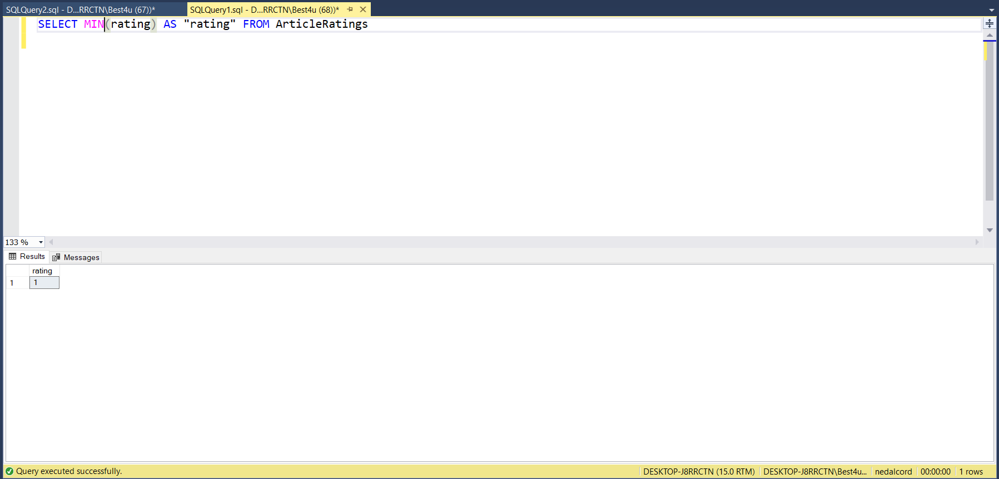 SQLQuery2.sql - D...RRCTN\Best4u (67))* SQLQuery1.sql - D...RRCTN\Best4u (68))*
SELECT MIN(rating) AS "rating" FROM ArticleRatings
133 %
Results Messages
rating
1 1
Query executed successfully. DESKTOP-J8RRCTN (15.0 RTM) DESKTOP-J8RRCTN\Best4u... nedalcord 00:00:00 1 rows